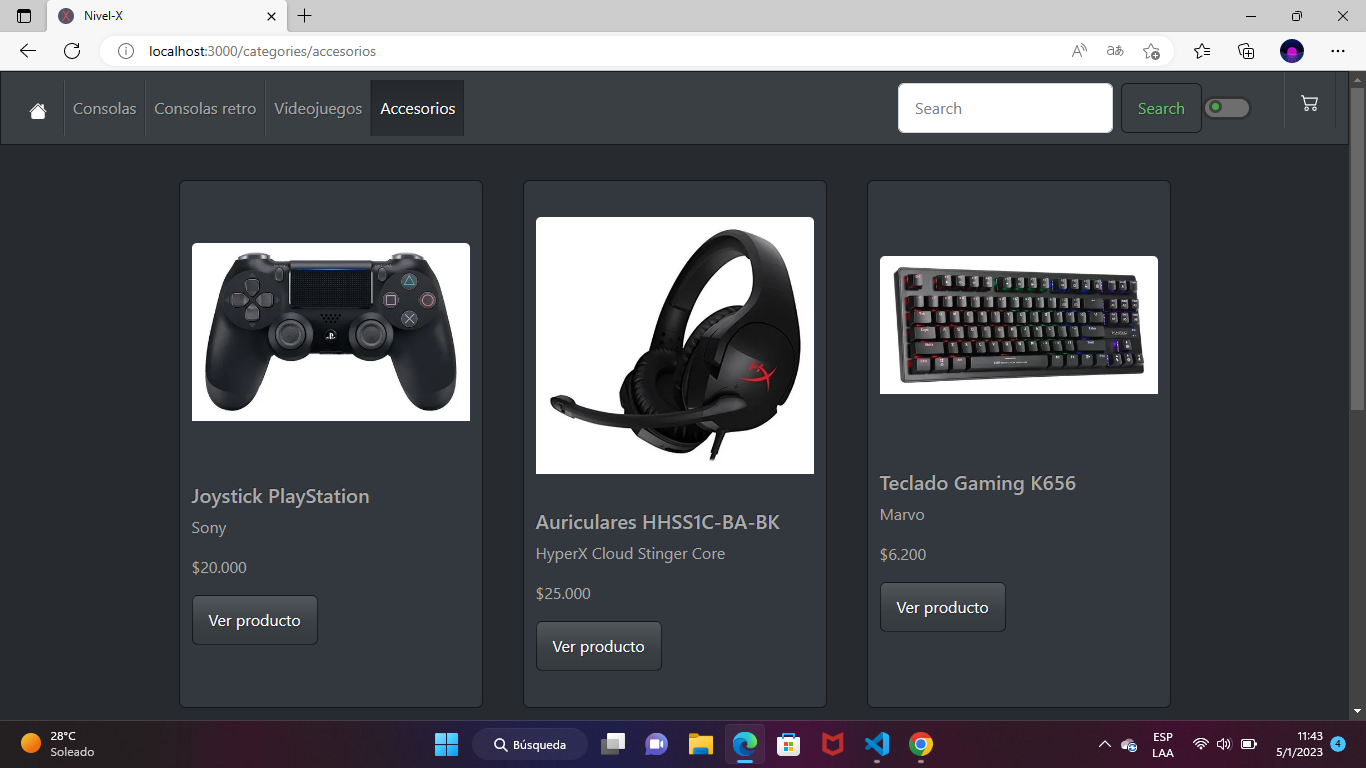 Nivel-X
localhost:3000/categories/accesorios
Consolas
Consolas retro
Videojuegos
Accesorios
Search
Search
Joystick PlayStation
Sony
$20.000
Ver producto
Auriculares HHSS1C-BA-BK
HyperX Cloud Stinger Core
$25.000
Ver producto
Teclado Gaming K656
Marvo
$6.200
Ver producto
28°C
Soleado
Búsqueda
ESP
LAA
11:43
5/1/2023
4